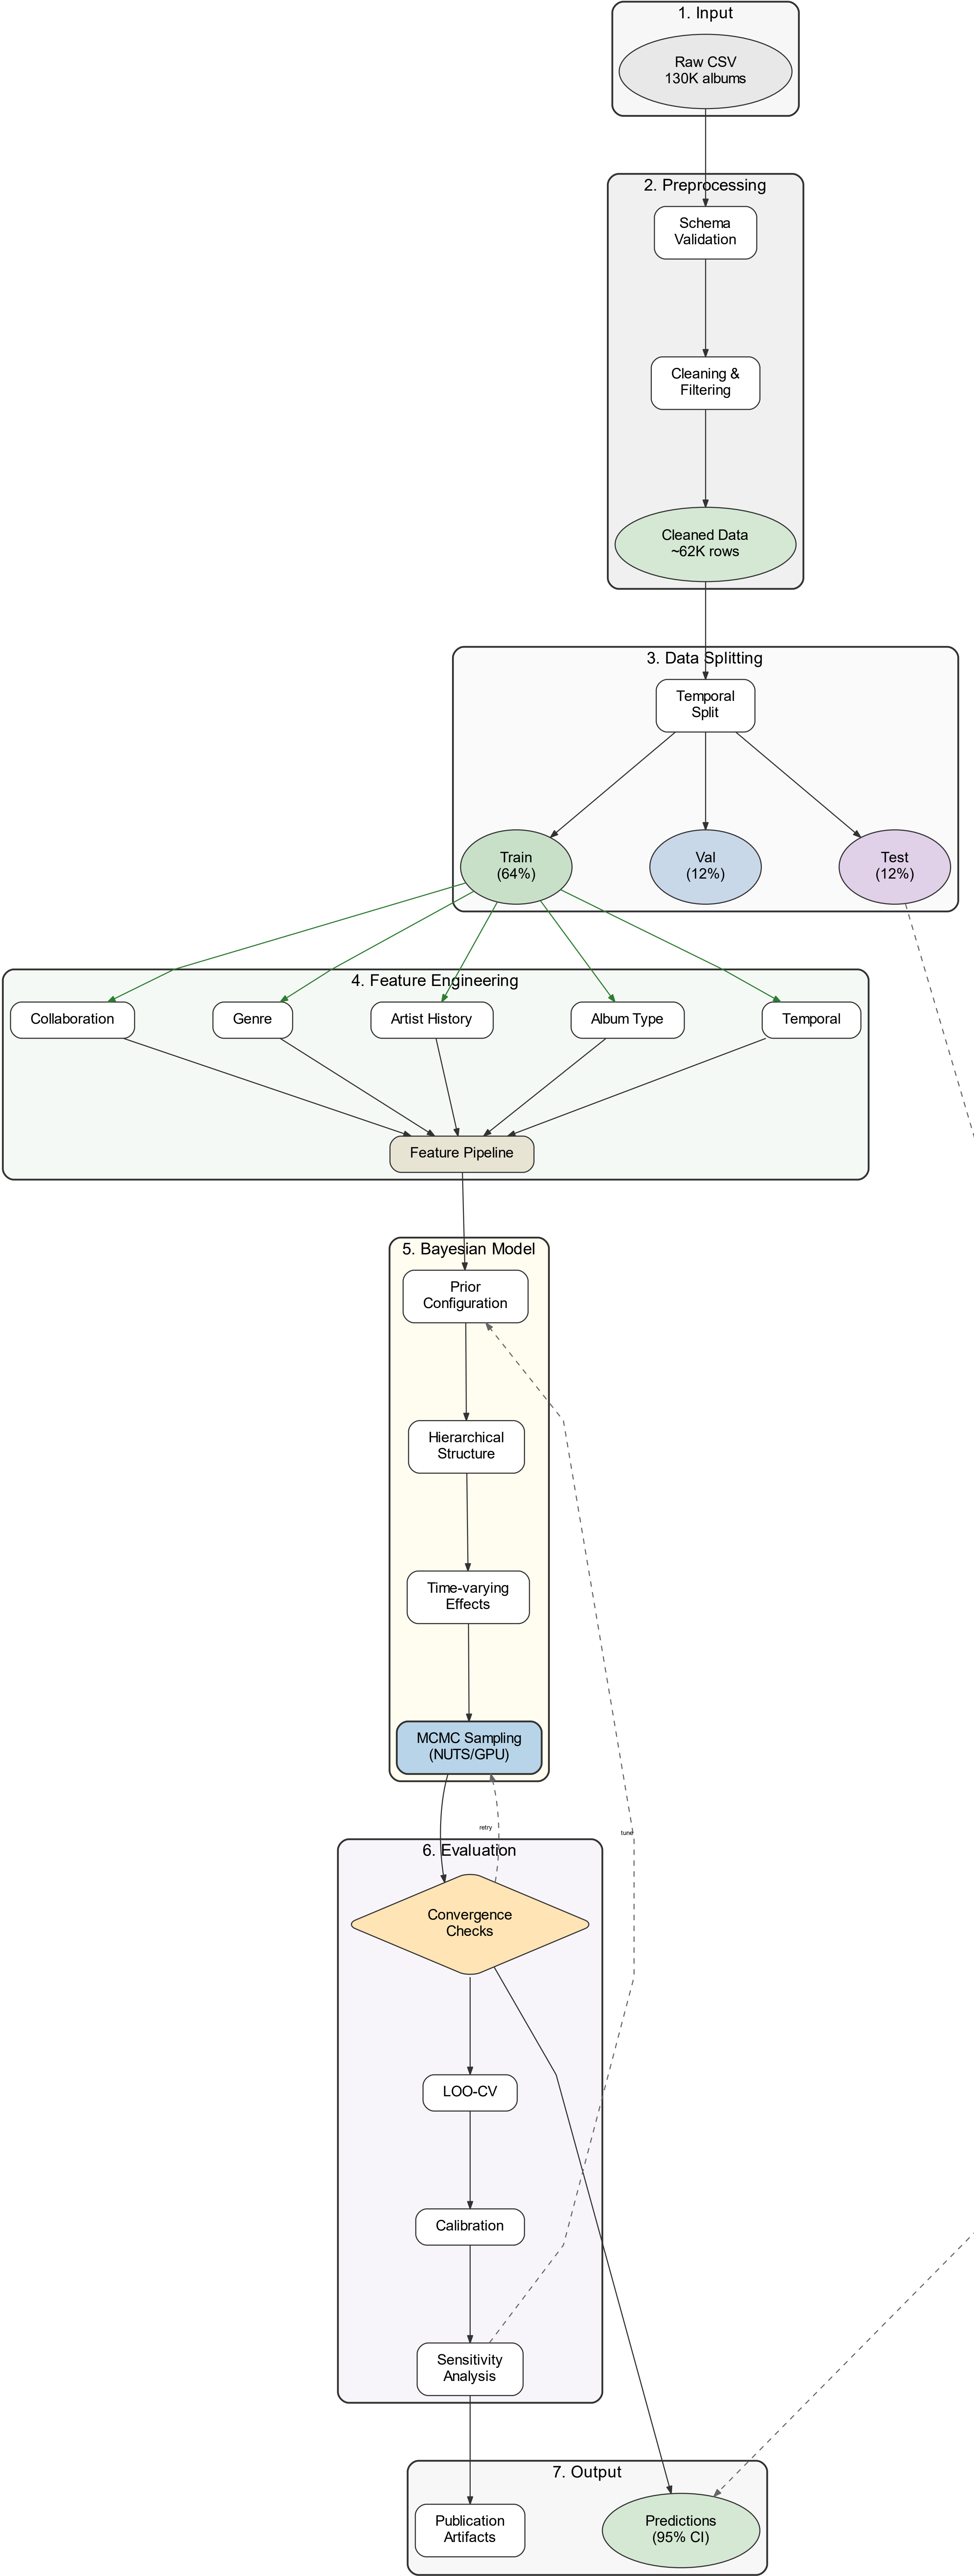 1. Input
Raw CSV
130K albums
2. Preprocessing
Schema
Validation
Cleaning &
Filtering
Cleaned Data
~62K rows
3. Data Splitting
Temporal
Split
Train
(64%)
Val
(12%)
Test
(12%)
4. Feature Engineering
Collaboration
Genre
Artist History
Album Type
Temporal
Feature Pipeline
5. Bayesian Model
Prior
Configuration
Hierarchical
Structure
Time-varying
Effects
MCMC Sampling
(NUTS/GPU)
retry
tune
6. Evaluation
Convergence
Checks
LOO-CV
Calibration
Sensitivity
Analysis
7. Output
Publication
Artifacts
Predictions
(95% CI)